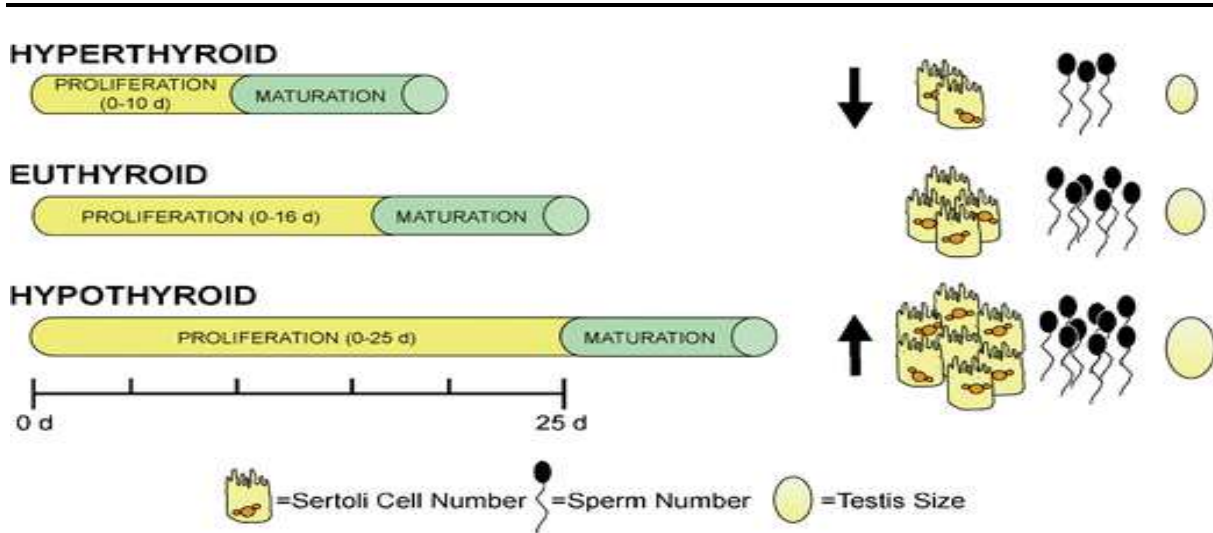 HYPERTHYROID
PROLIFERATION
(0-10 d)
MATURATION
EUTHYROID
PROLIFERATION (0-16 d)
MATURATION
HYPOTHYROID
PROLIFERATION (0-25 d)
MATURATION
0 d
25 d
=Sertoli Cell Number
=Sperm Number
=Testis Size